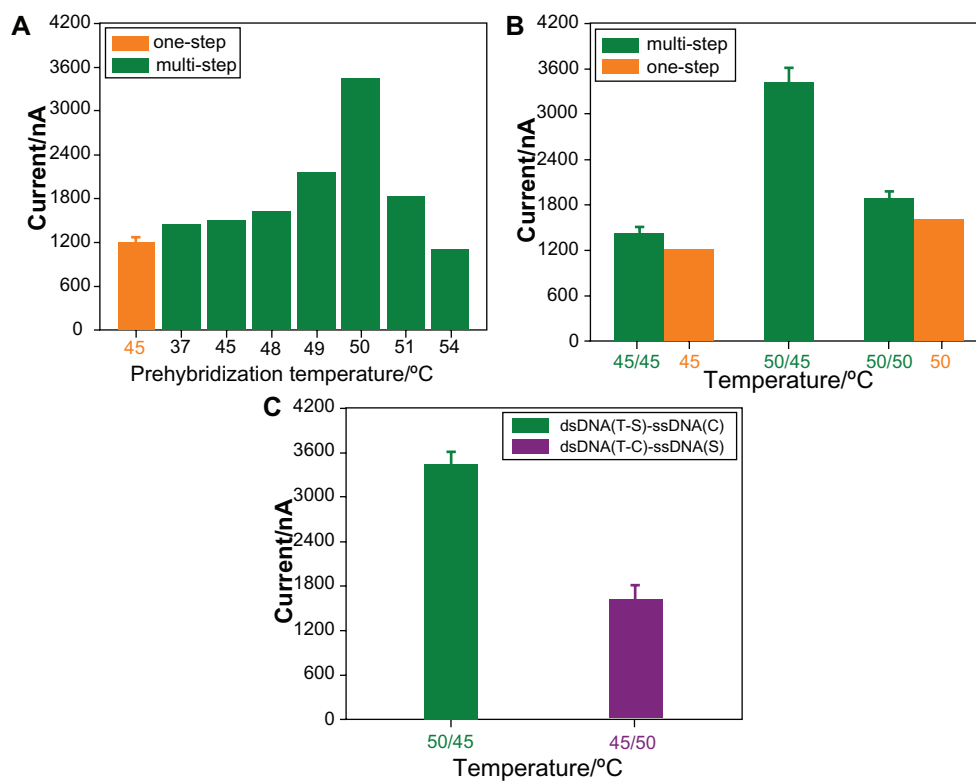 A
4200
3600
3000
2400
1800
1200
600
0
Current/nA
one-step
multi-step
45 37 45 48 49 50 51 54
Prehybridization temperature/ºC
B
4200
3600
3000
2400
1800
1200
600
0
Current/nA
multi-step
one-step
45/45 45 50/45 50/50 50
Temperature/ºC
C
4200
3600
3000
2400
1800
1200
600
0
Current/nA
dsDNA(T-S)-ssDNA(C)
dsDNA(T-C)-ssDNA(S)
50/45 45/50
Temperature/ºC